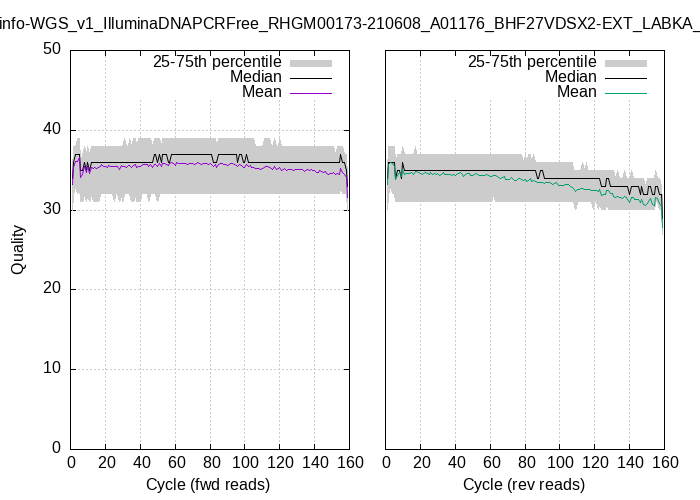 info-WGS_v1_IlluminaDNAPCRFree_RHGM00173-210608_A01176_BHF27VDSX2-EXT_LABKA_
50
40
30
20
10
0
Quality
25-75th percentile
Median
Mean
0 20 40 60 80 100 120 140 160
Cycle (fwd reads)
25-75th percentile
Median
Mean
0 20 40 60 80 100 120 140 160
Cycle (rev reads)